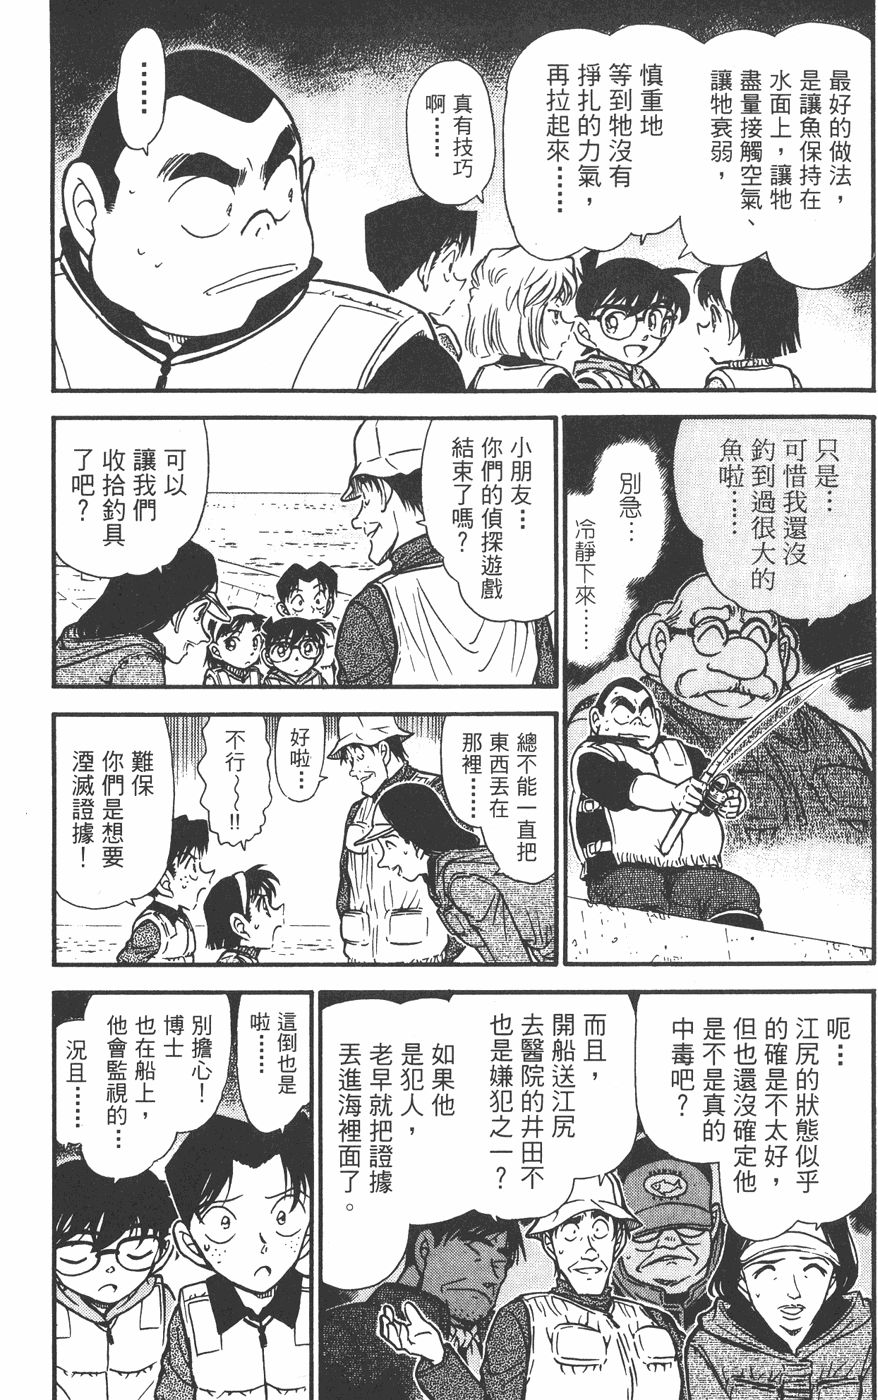 最好的做法，
是讓魚保持在
水面上，讓牠
盡量接觸空氣、
讓牠衰弱，
慎重地
等到牠沒有
掙扎的力氣，
再拉起來……
真有技巧
啊……
……
只是…
可惜我還沒
釣到過很大的
魚啦……
別急…
冷靜下來……
小朋友…
你們的偵探遊戲
結束了嗎？
可以
讓我們
收拾釣具
了吧？
總不能一直把
東西丟在
那裡……
好啦…
不行～!!
難保
你們是想要
湮滅證據！
呃…
江尻的狀態似乎
的確是不太好，
但也還沒確定他
是不是真的
中毒吧？
而且，
開船送江尻
去醫院的井田不
也是嫌犯之一？
如果他
是犯人，
老早就把證據
丟進海裡面了。
這倒也是
啦……
別擔心！
博士
也在船上，
他會監視的…
況且……